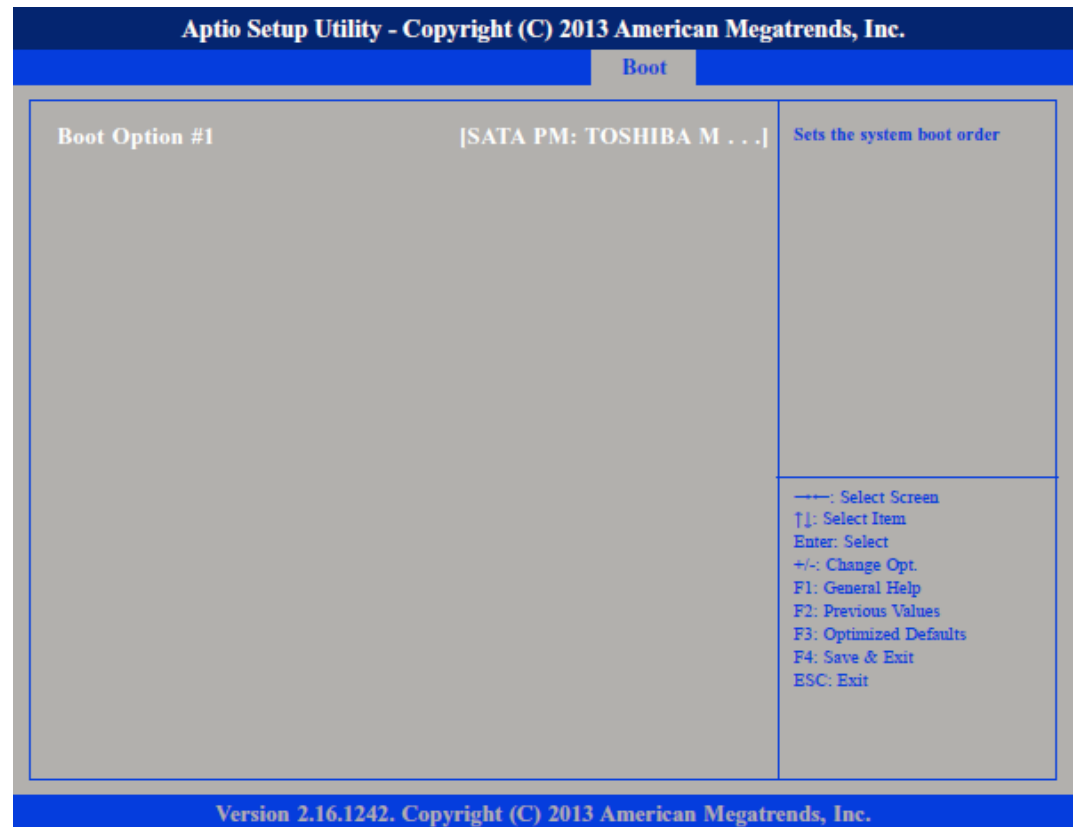 Aptio Setup Utility - Copyright (C) 2013 American Megatrends, Inc.
Boot
Boot Option #1 [SATA PM: TOSHIBA M . . .]
Sets the system boot order
→←: Select Screen
↑↓: Select Item
Enter: Select
+/-: Change Opt.
F1: General Help
F2: Previous Values
F3: Optimized Defaults
F4: Save & Exit
ESC: Exit
Version 2.16.1242. Copyright (C) 2013 American Megatrends, Inc.